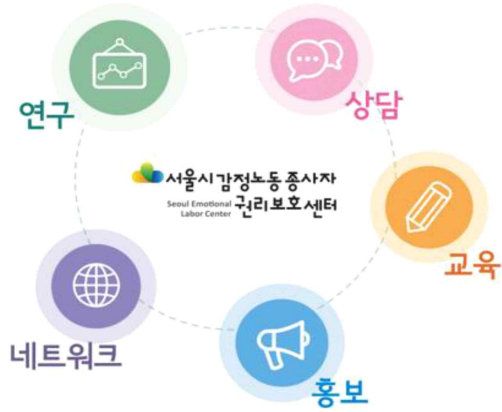 연구
상담
서울시 감정노동 종사자
Seoul Emotional
Labor Center
권리보호센터
교육
네트워크
홍보